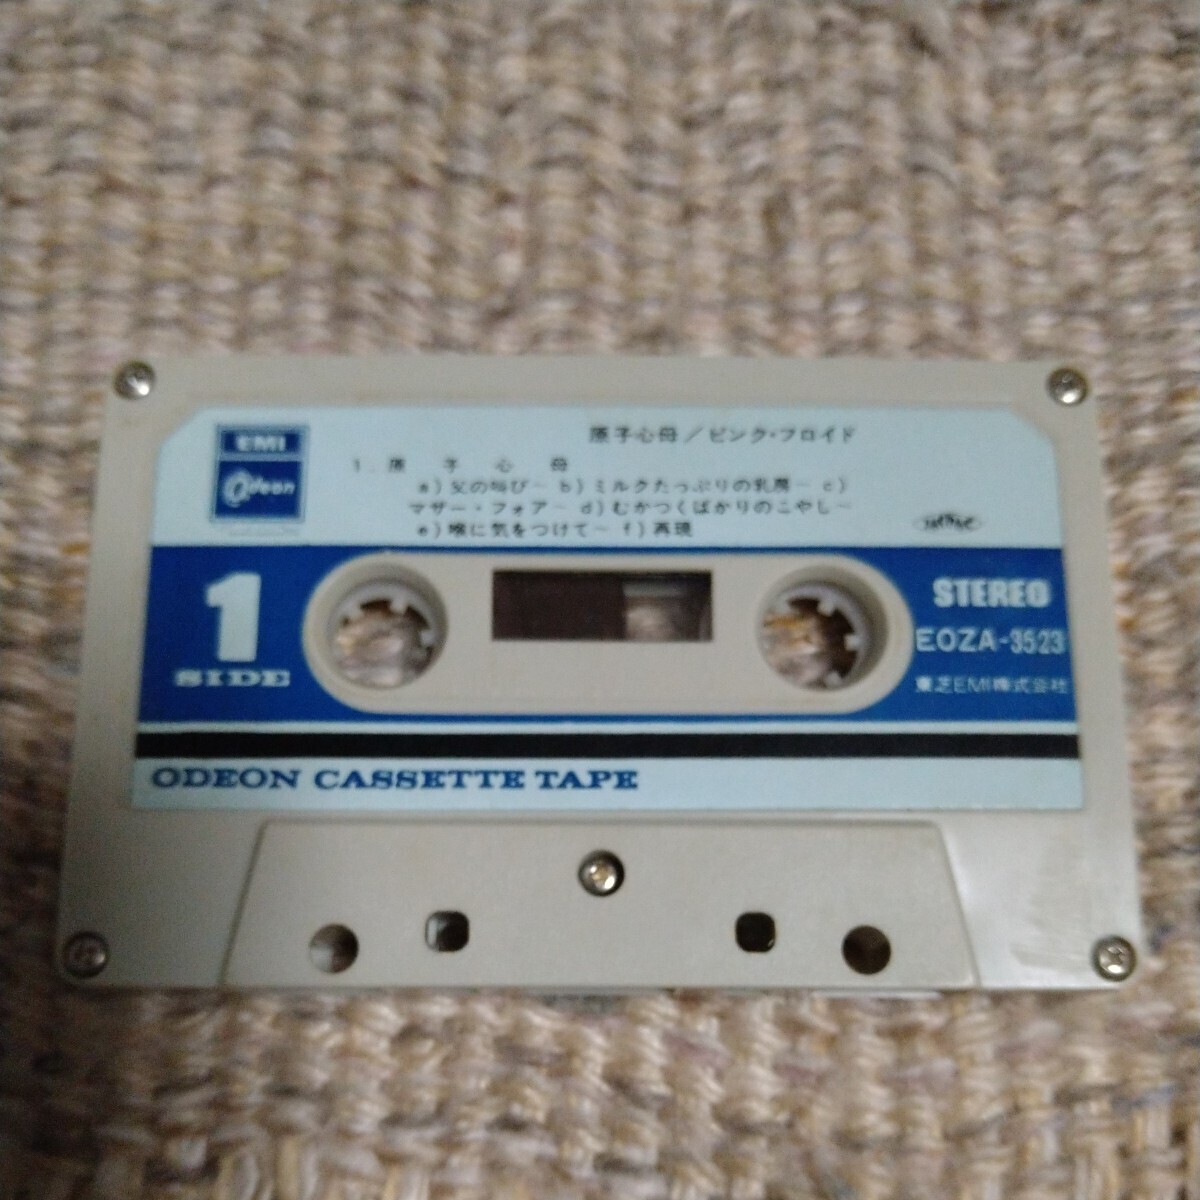 EMI
Odeon
原子心母／ピンク・フロイド
1. 原子心母
a) 父の叫び－ b) ミルクたっぷりの乳房－ c)
マザー・フォア－ d) むかつくばかりのこやし－
e) 喉に気をつけて－ f) 再現
1
SIDE
STEREO
EOZA-3523
東芝EMI株式会社
ODEON CASSETTE TAPE